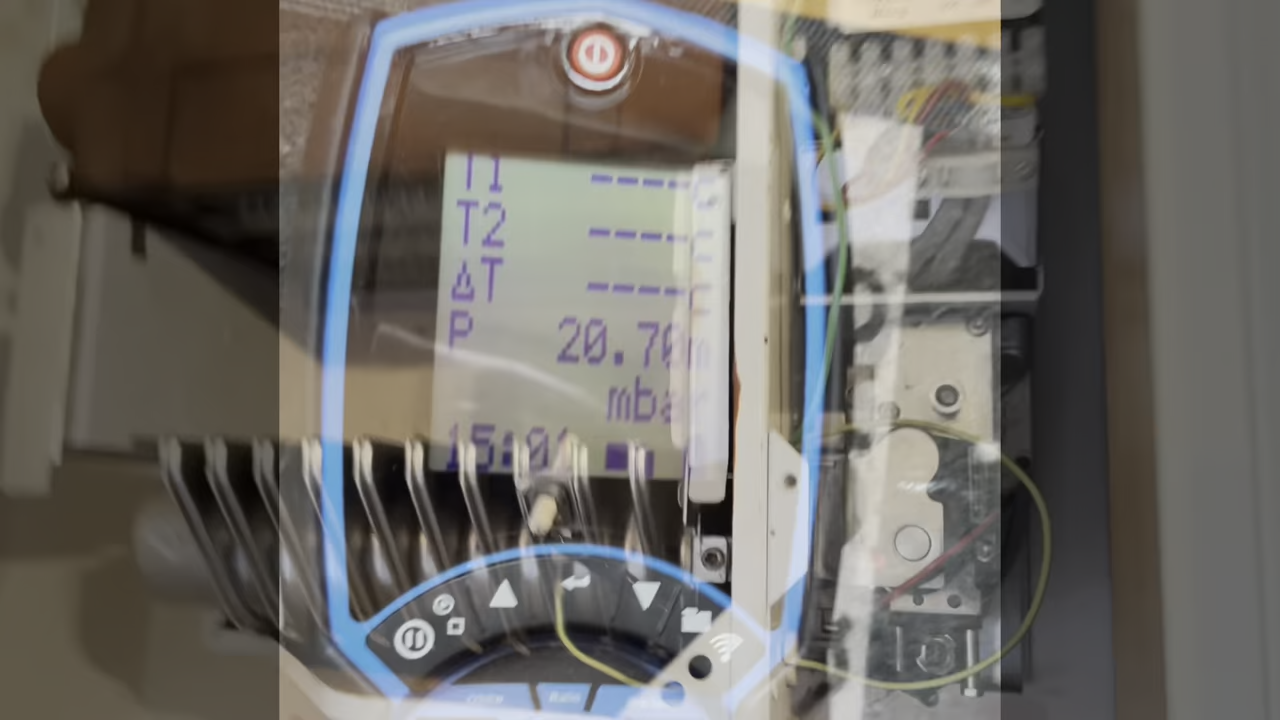 T1 -----
T2 -----
ΔT -----
P 20.70
mbar
15:0